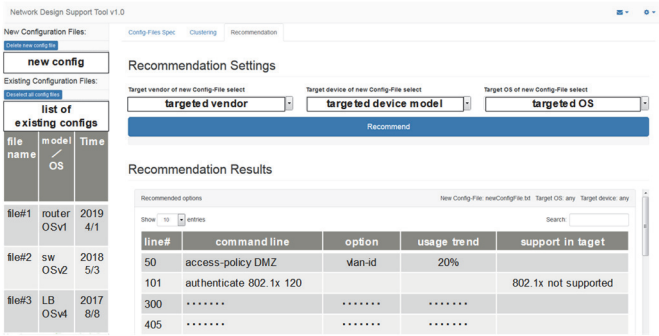 Network Design Support Tool v1.0
New Configuration Files:
Delete new config file
new config
Existing Configuration Files:
Deselect all config files
list of
existing configs
file name model / OS Time
file#1 router OSv1 2019 4/1
file#2 sw OSv2 2018 5/3
file#3 LB OSv4 2017 8/8
Config-Files Spec Clustering Recommendation
Recommendation Settings
Target vendor of new Config-File select Target device of new Config-File select Target OS of new Config-File select
targeted vendor targeted device model targeted OS
Recommend
Recommendation Results
Recommended options New Config-File: newConfigFile.txt Target OS: any Target device: any
Show 10 entries Search:
line# command line option usage trend support in taget
50 access-policy DMZ vlan-id 20%
101 authenticate 802.1x 120 802.1x not supported
300 ······· ······· ·······
405 ······· ······· ·······